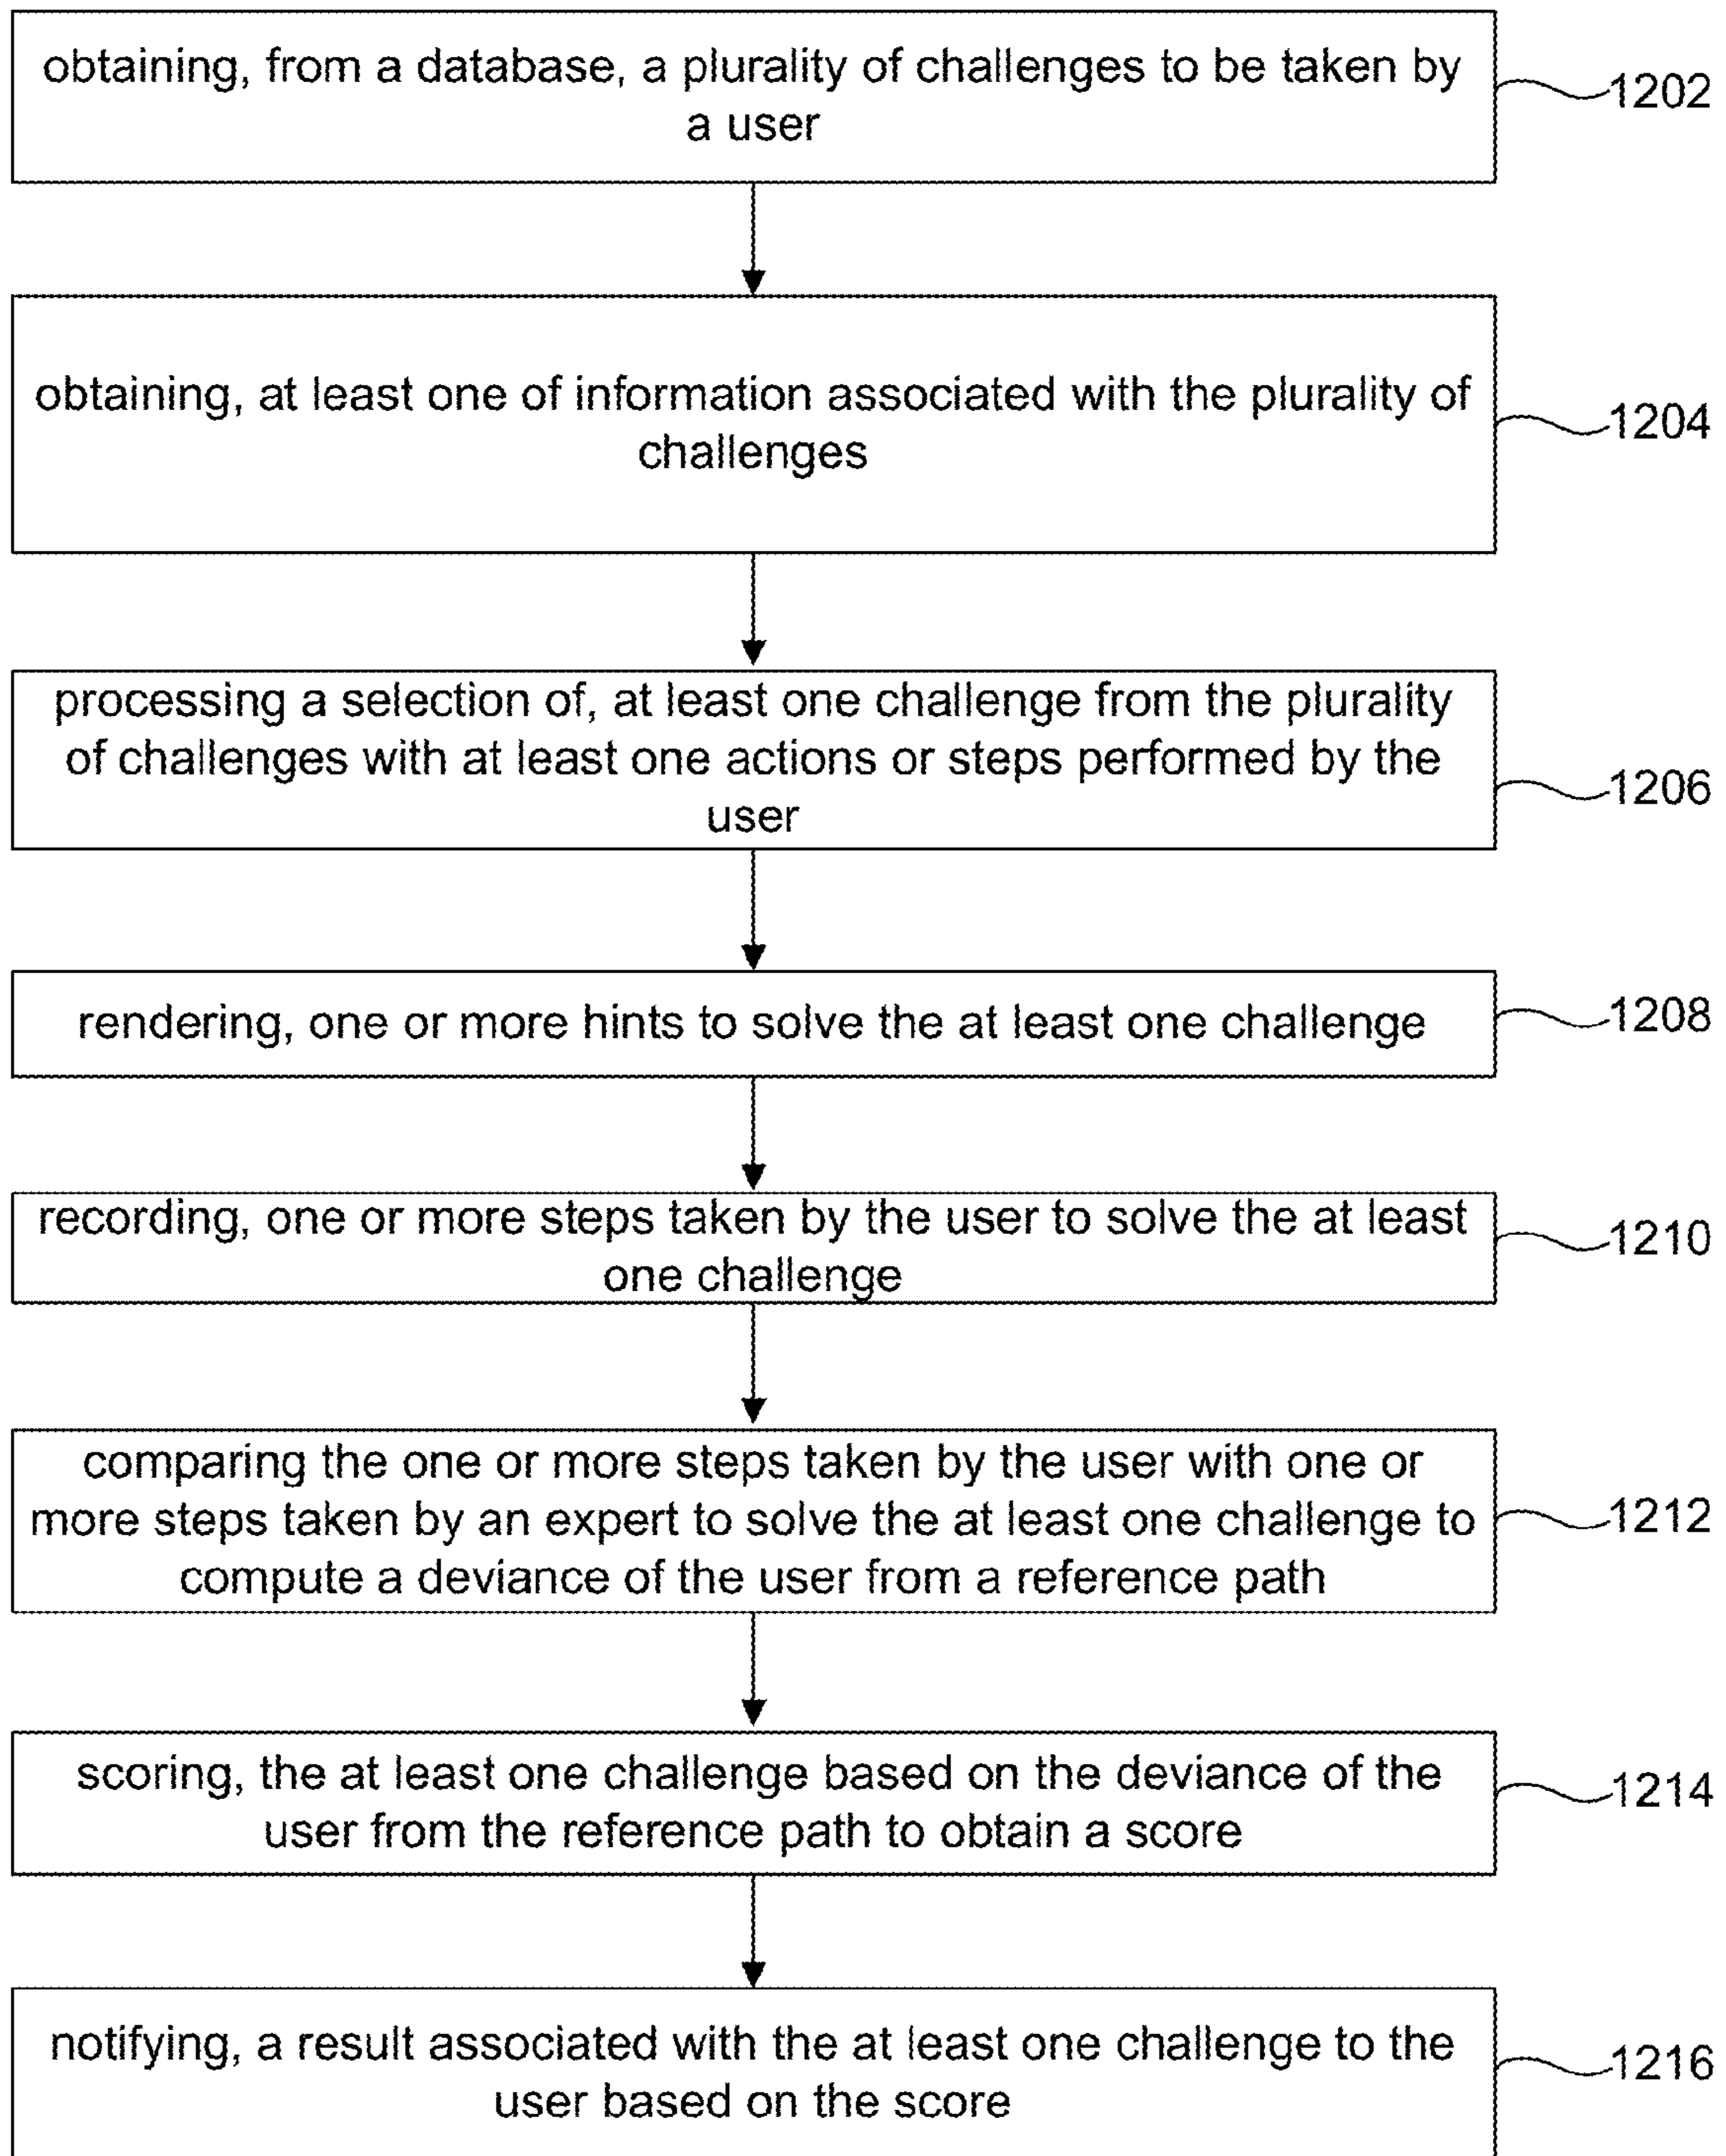 obtaining, from a database, a plurality of challenges to be taken by
a user
1202
obtaining, at least one of information associated with the plurality of
challenges
1204
processing a selection of, at least one challenge from the plurality
of challenges with at least one actions or steps performed by the
user
1206
rendering, one or more hints to solve the at least one challenge
1208
recording, one or more steps taken by the user to solve the at least
one challenge
1210
comparing the one or more steps taken by the user with one or
more steps taken by an expert to solve the at least one challenge to
compute a deviance of the user from a reference path
1212
scoring, the at least one challenge based on the deviance of the
user from the reference path to obtain a score
1214
notifying, a result associated with the at least one challenge to the
user based on the score
1216